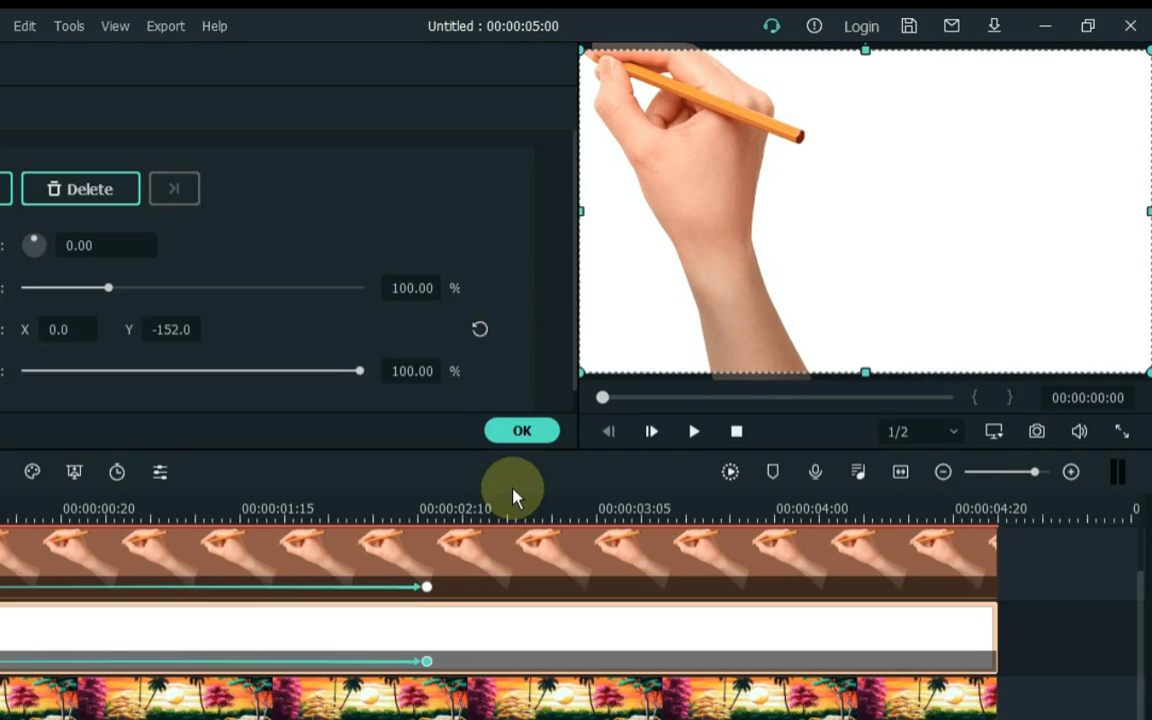 Edit Tools View Export Help Untitled : 00:00:05:00 Login
Delete
: 0.00
: 100.00 %
: X 0.0 Y -152.0
: 100.00 %
{ } 00:00:00:00
OK 1/2
00:00:00:20 00:00:01:15 00:00:02:10 00:00:03:05 00:00:04:00 00:00:04:20 0